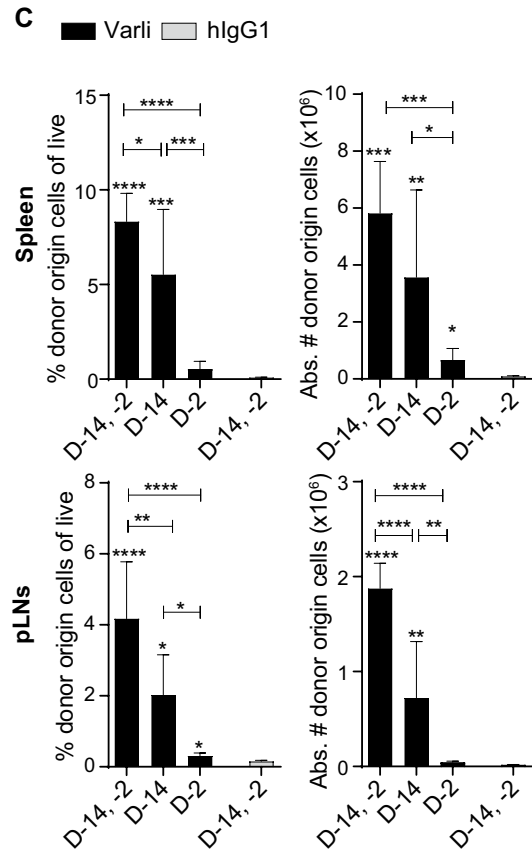 C
Varli hIgG1
Spleen
% donor origin cells of live
15
10
5
0
****
* ***
**** ***
D-14, -2 D-14 D-2 D-14, -2
Abs. # donor origin cells (x10⁶)
10
8
6
4
2
0
***
*
*** ** *
D-14, -2 D-14 D-2 D-14, -2
pLNs
% donor origin cells of live
8
6
4
2
0
****
**
*
**** * *
D-14, -2 D-14 D-2 D-14, -2
Abs. # donor origin cells (x10⁶)
3
2
1
0
****
**** **
**** **
D-14, -2 D-14 D-2 D-14, -2